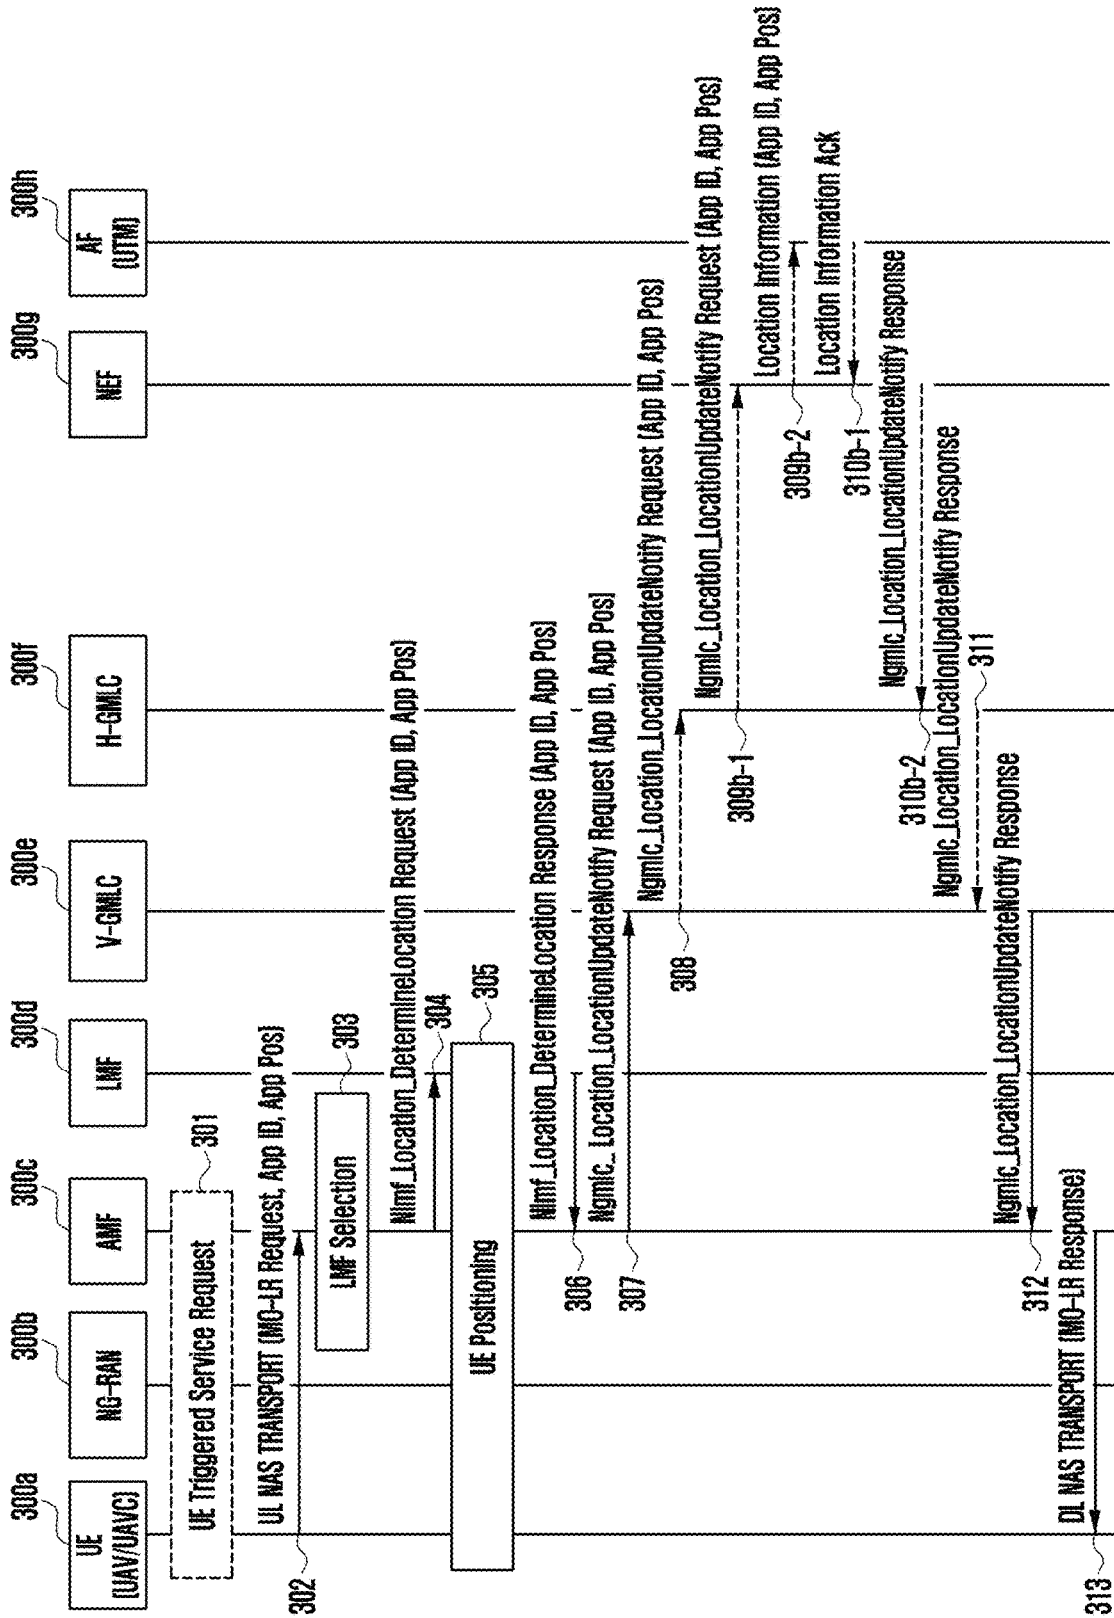 300a
300b
300c
300d
300e
300f
300g
300h
UE
(UAV/UAVC)
NG-RAN
AMF
LMF
V-GMLC
H-GMLC
NEF
AF
(UTM)
UE Triggered Service Request
301
UL NAS TRANSPORT (MO-LR Request, App ID, App Pos)
302
LMF Selection
303
Nlmf_Location_DetermineLocation Request (App ID, App Pos)
304
UE Positioning
305
Nlmf_Location_DetermineLocation Response (App ID, App Pos)
306
Ngmlc_ Location_LocationUpdateNotify Request (App ID, App Pos)
307
Ngmlc_Location_LocationUpdateNotify Request (App ID, App Pos)
308
Ngmlc_Location_LocationUpdateNotify Request (App ID, App Pos)
309b-1
Location Information (App ID, App Pos)
309b-2
Location Information Ack
310b-1
Ngmlc_Location_LocationUpdateNotify Response
310b-2
Ngmlc_Location_LocationUpdateNotify Response
311
Ngmlc_Location_LocationUpdateNotify Response
312
DL NAS TRANSPORT (MO-LR Response)
313